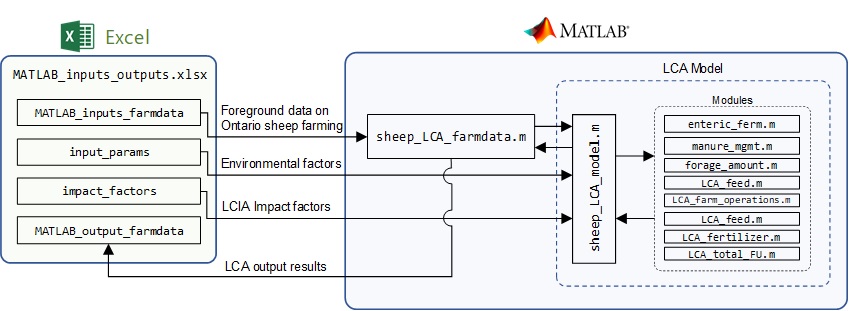 Excel
MATLAB®
MATLAB_inputs_outputs.xlsx
MATLAB_inputs_farmdata
input_params
impact_factors
MATLAB_output_farmdata
Foreground data on
Ontario sheep farming
Environmental factors
LCIA Impact factors
LCA output results
sheep_LCA_farmdata.m
LCA Model
sheep_LCA_model.m
Modules
enteric_ferm.m
manure_mgmt.m
forage_amount.m
LCA_feed.m
LCA_farm_operations.m
LCA_feed.m
LCA_fertilizer.m
LCA_total_FU.m